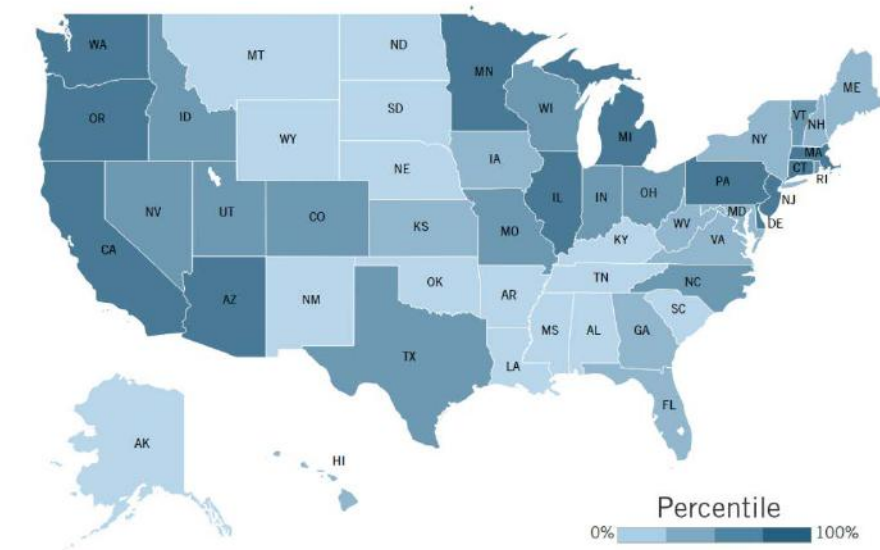 WA
MT
ND
MN
ME
OR
ID
SD
WI
VT
NH
WY
MI
NY
MA
IA
CT
RI
NE
PA
NJ
NV
UT
CO
IL
IN
OH
MD
DE
KS
MO
WV
VA
CA
KY
NC
AZ
NM
OK
AR
TN
SC
TX
MS
AL
GA
LA
FL
AK
HI
Percentile
0% 100%